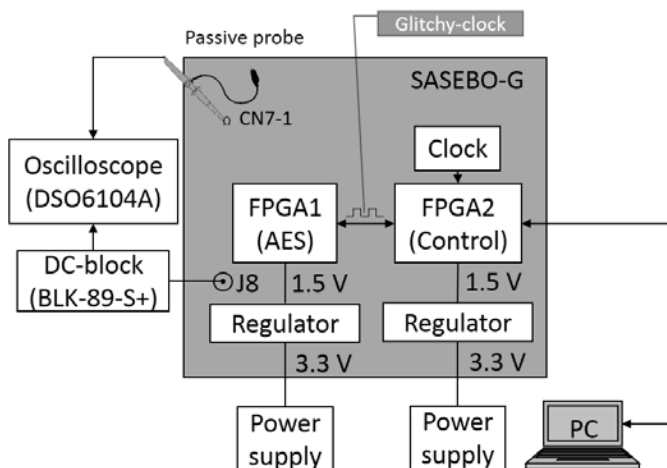 Glitchy-clock
Passive probe
SASEBO-G
CN7-1
Clock
Oscilloscope
(DSO6104A)
FPGA1
(AES)
FPGA2
(Control)
DC-block
(BLK-89-S+)
J8
1.5 V
1.5 V
Regulator
Regulator
3.3 V
3.3 V
Power
supply
Power
supply
PC